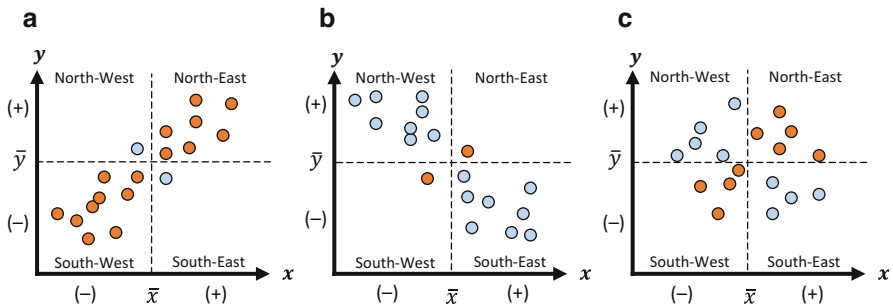 a
y
North-West North-East
(+)
ȳ
(–)
South-West South-East
x
(–) x̄ (+)
b
y
North-West North-East
(+)
ȳ
(–)
South-West South-East
x
(–) x̄ (+)
c
y
North-West North-East
(+)
ȳ
(–)
South-West South-East
x
(–) x̄ (+)